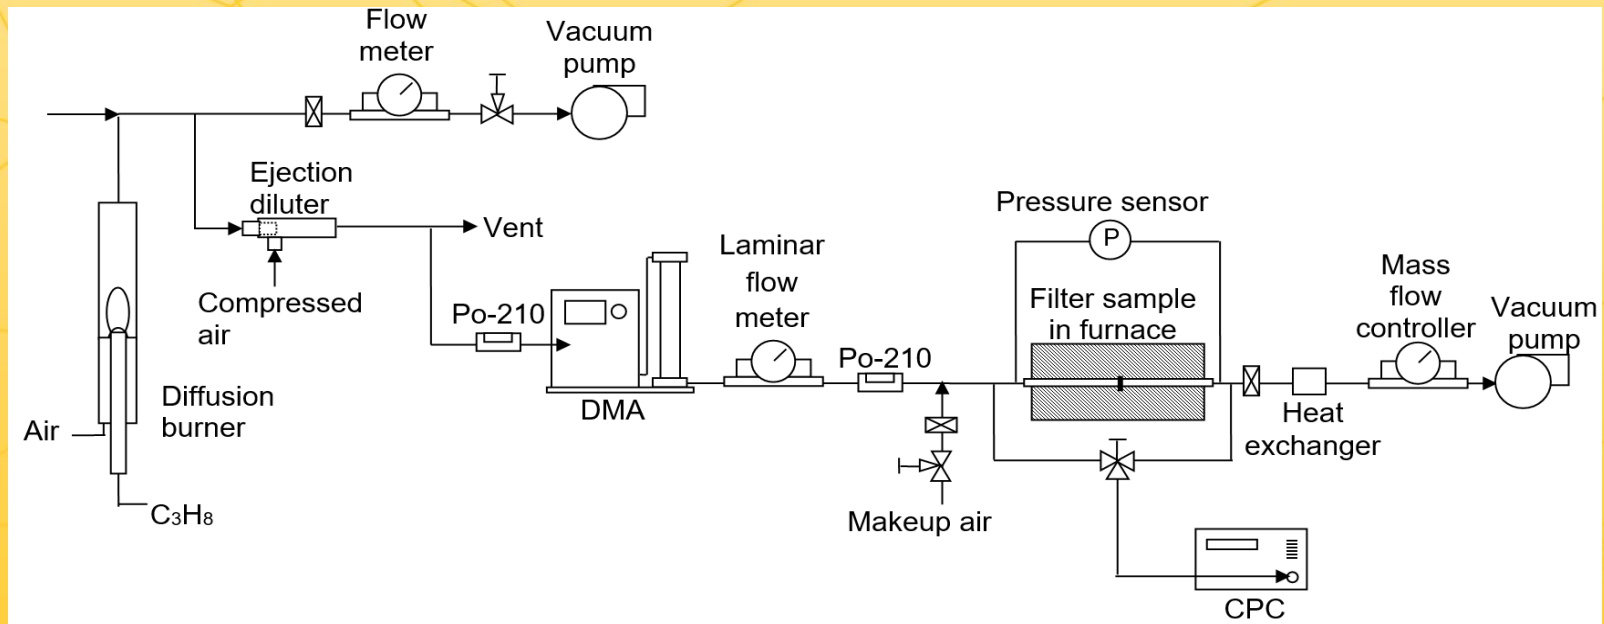 Flow
meter
Vacuum
pump
Ejection
diluter
Vent
Compressed
air
Po-210
DMA
Laminar
flow
meter
Po-210
Pressure sensor
P
Filter sample
in furnace
Mass
flow
controller
Vacuum
pump
Heat
exchanger
Makeup air
CPC
Diffusion
burner
Air
C₃H₈